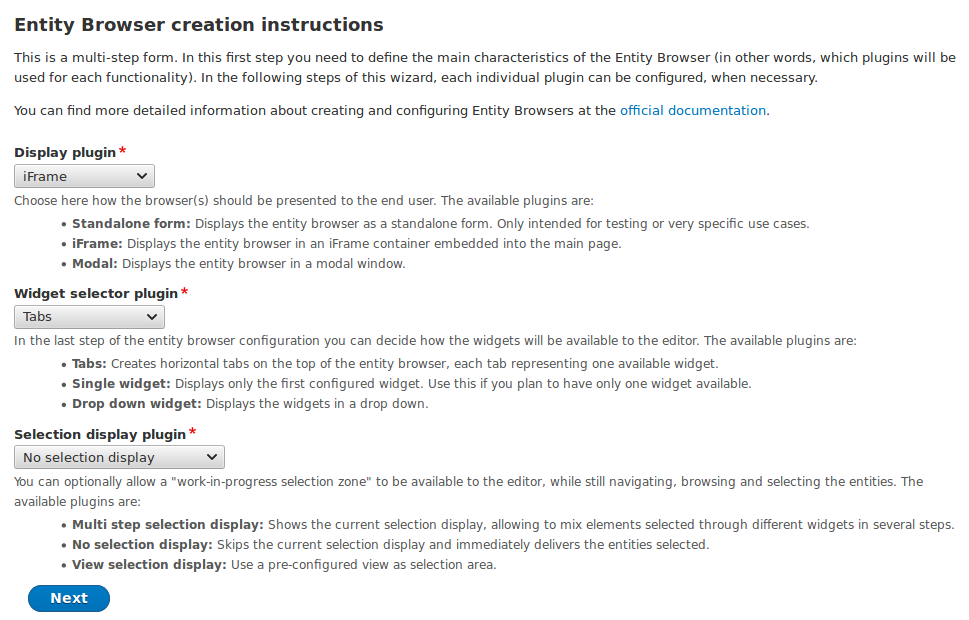 Entity Browser creation instructions
This is a multi-step form. In this first step you need to define the main characteristics of the Entity Browser (in other words, which plugins will be
used for each functionality). In the following steps of this wizard, each individual plugin can be configured, when necessary.
You can find more detailed information about creating and configuring Entity Browsers at the official documentation.
Display plugin*
iFrame
Choose here how the browser(s) should be presented to the end user. The available plugins are:
• Standalone form: Displays the entity browser as a standalone form. Only intended for testing or very specific use cases.
• iFrame: Displays the entity browser in an iFrame container embedded into the main page.
• Modal: Displays the entity browser in a modal window.
Widget selector plugin*
Tabs
In the last step of the entity browser configuration you can decide how the widgets will be available to the editor. The available plugins are:
• Tabs: Creates horizontal tabs on the top of the entity browser, each tab representing one available widget.
• Single widget: Displays only the first configured widget. Use this if you plan to have only one widget available.
• Drop down widget: Displays the widgets in a drop down.
Selection display plugin*
No selection display
You can optionally allow a "work-in-progress selection zone" to be available to the editor, while still navigating, browsing and selecting the entities. The
available plugins are:
• Multi step selection display: Shows the current selection display, allowing to mix elements selected through different widgets in several steps.
• No selection display: Skips the current selection display and immediately delivers the entities selected.
• View selection display: Use a pre-configured view as selection area.
Next